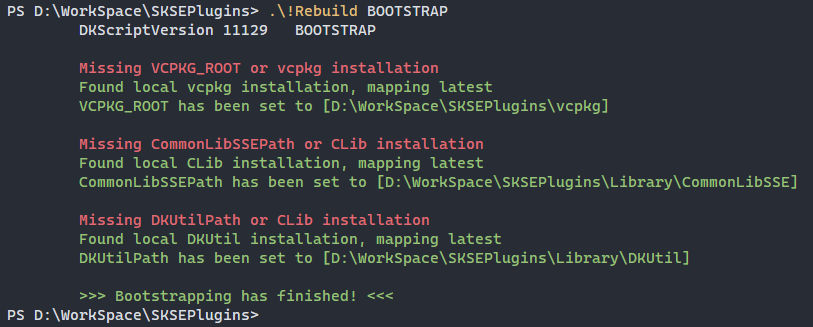 PS D:\WorkSpace\SKSEPlugins> .\!Rebuild BOOTSTRAP
DKScriptVersion 11129 BOOTSTRAP
Missing VCPKG_ROOT or vcpkg installation
Found local vcpkg installation, mapping latest
VCPKG_ROOT has been set to [D:\WorkSpace\SKSEPlugins\vcpkg]
Missing CommonLibSSEPath or CLib installation
Found local CLib installation, mapping latest
CommonLibSSEPath has been set to [D:\WorkSpace\SKSEPlugins\Library\CommonLibSSE]
Missing DKUtilPath or CLib installation
Found local DKUtil installation, mapping latest
DKUtilPath has been set to [D:\WorkSpace\SKSEPlugins\Library\DKUtil]
>>> Bootstrapping has finished! <<<
PS D:\WorkSpace\SKSEPlugins>